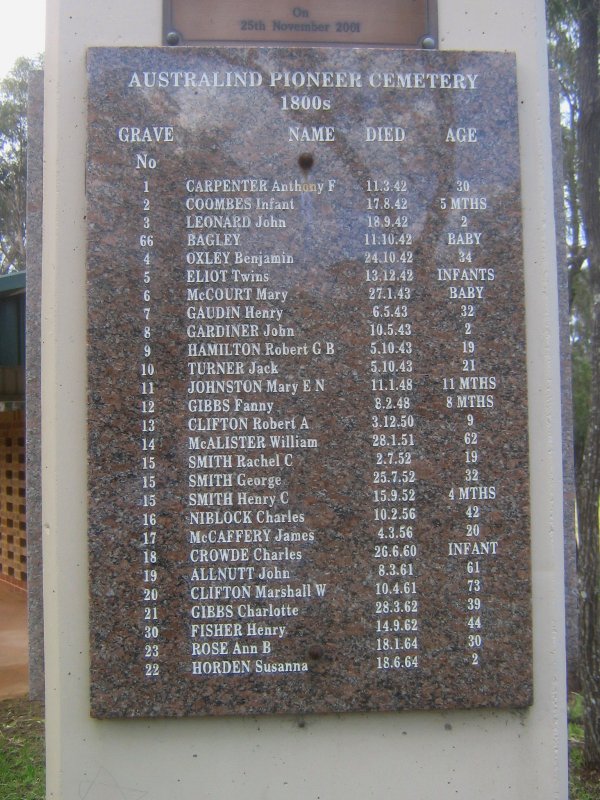 On
25th November 2001
AUSTRALIND PIONEER CEMETERY
1800s
GRAVE NAME DIED AGE
No
1 CARPENTER Anthony F 11.3.42 30
2 COOMBES Infant 17.8.42 5 MTHS
3 LEONARD John 18.9.42 2
66 BAGLEY 11.10.42 BABY
4 OXLEY Benjamin 24.10.42 34
5 ELIOT Twins 13.12.42 INFANTS
6 McCOURT Mary 27.1.43 BABY
7 GAUDIN Henry 6.5.43 32
8 GARDINER John 10.5.43 2
9 HAMILTON Robert G B 5.10.43 19
10 TURNER Jack 5.10.43 21
11 JOHNSTON Mary E N 11.1.48 11 MTHS
12 GIBBS Fanny 8.2.48 8 MTHS
13 CLIFTON Robert A 3.12.50 9
14 McALISTER William 28.1.51 62
15 SMITH Rachel C 2.7.52 19
15 SMITH George 25.7.52 32
15 SMITH Henry C 15.9.52 4 MTHS
16 NIBLOCK Charles 10.2.56 42
17 McCAFFERY James 4.3.56 20
18 CROWDE Charles 26.6.60 INFANT
19 ALLNUTT John 8.3.61 61
20 CLIFTON Marshall W 10.4.61 73
21 GIBBS Charlotte 28.3.62 39
30 FISHER Henry 14.9.62 44
23 ROSE Ann B 18.1.64 30
22 HORDEN Susanna 18.6.64 2